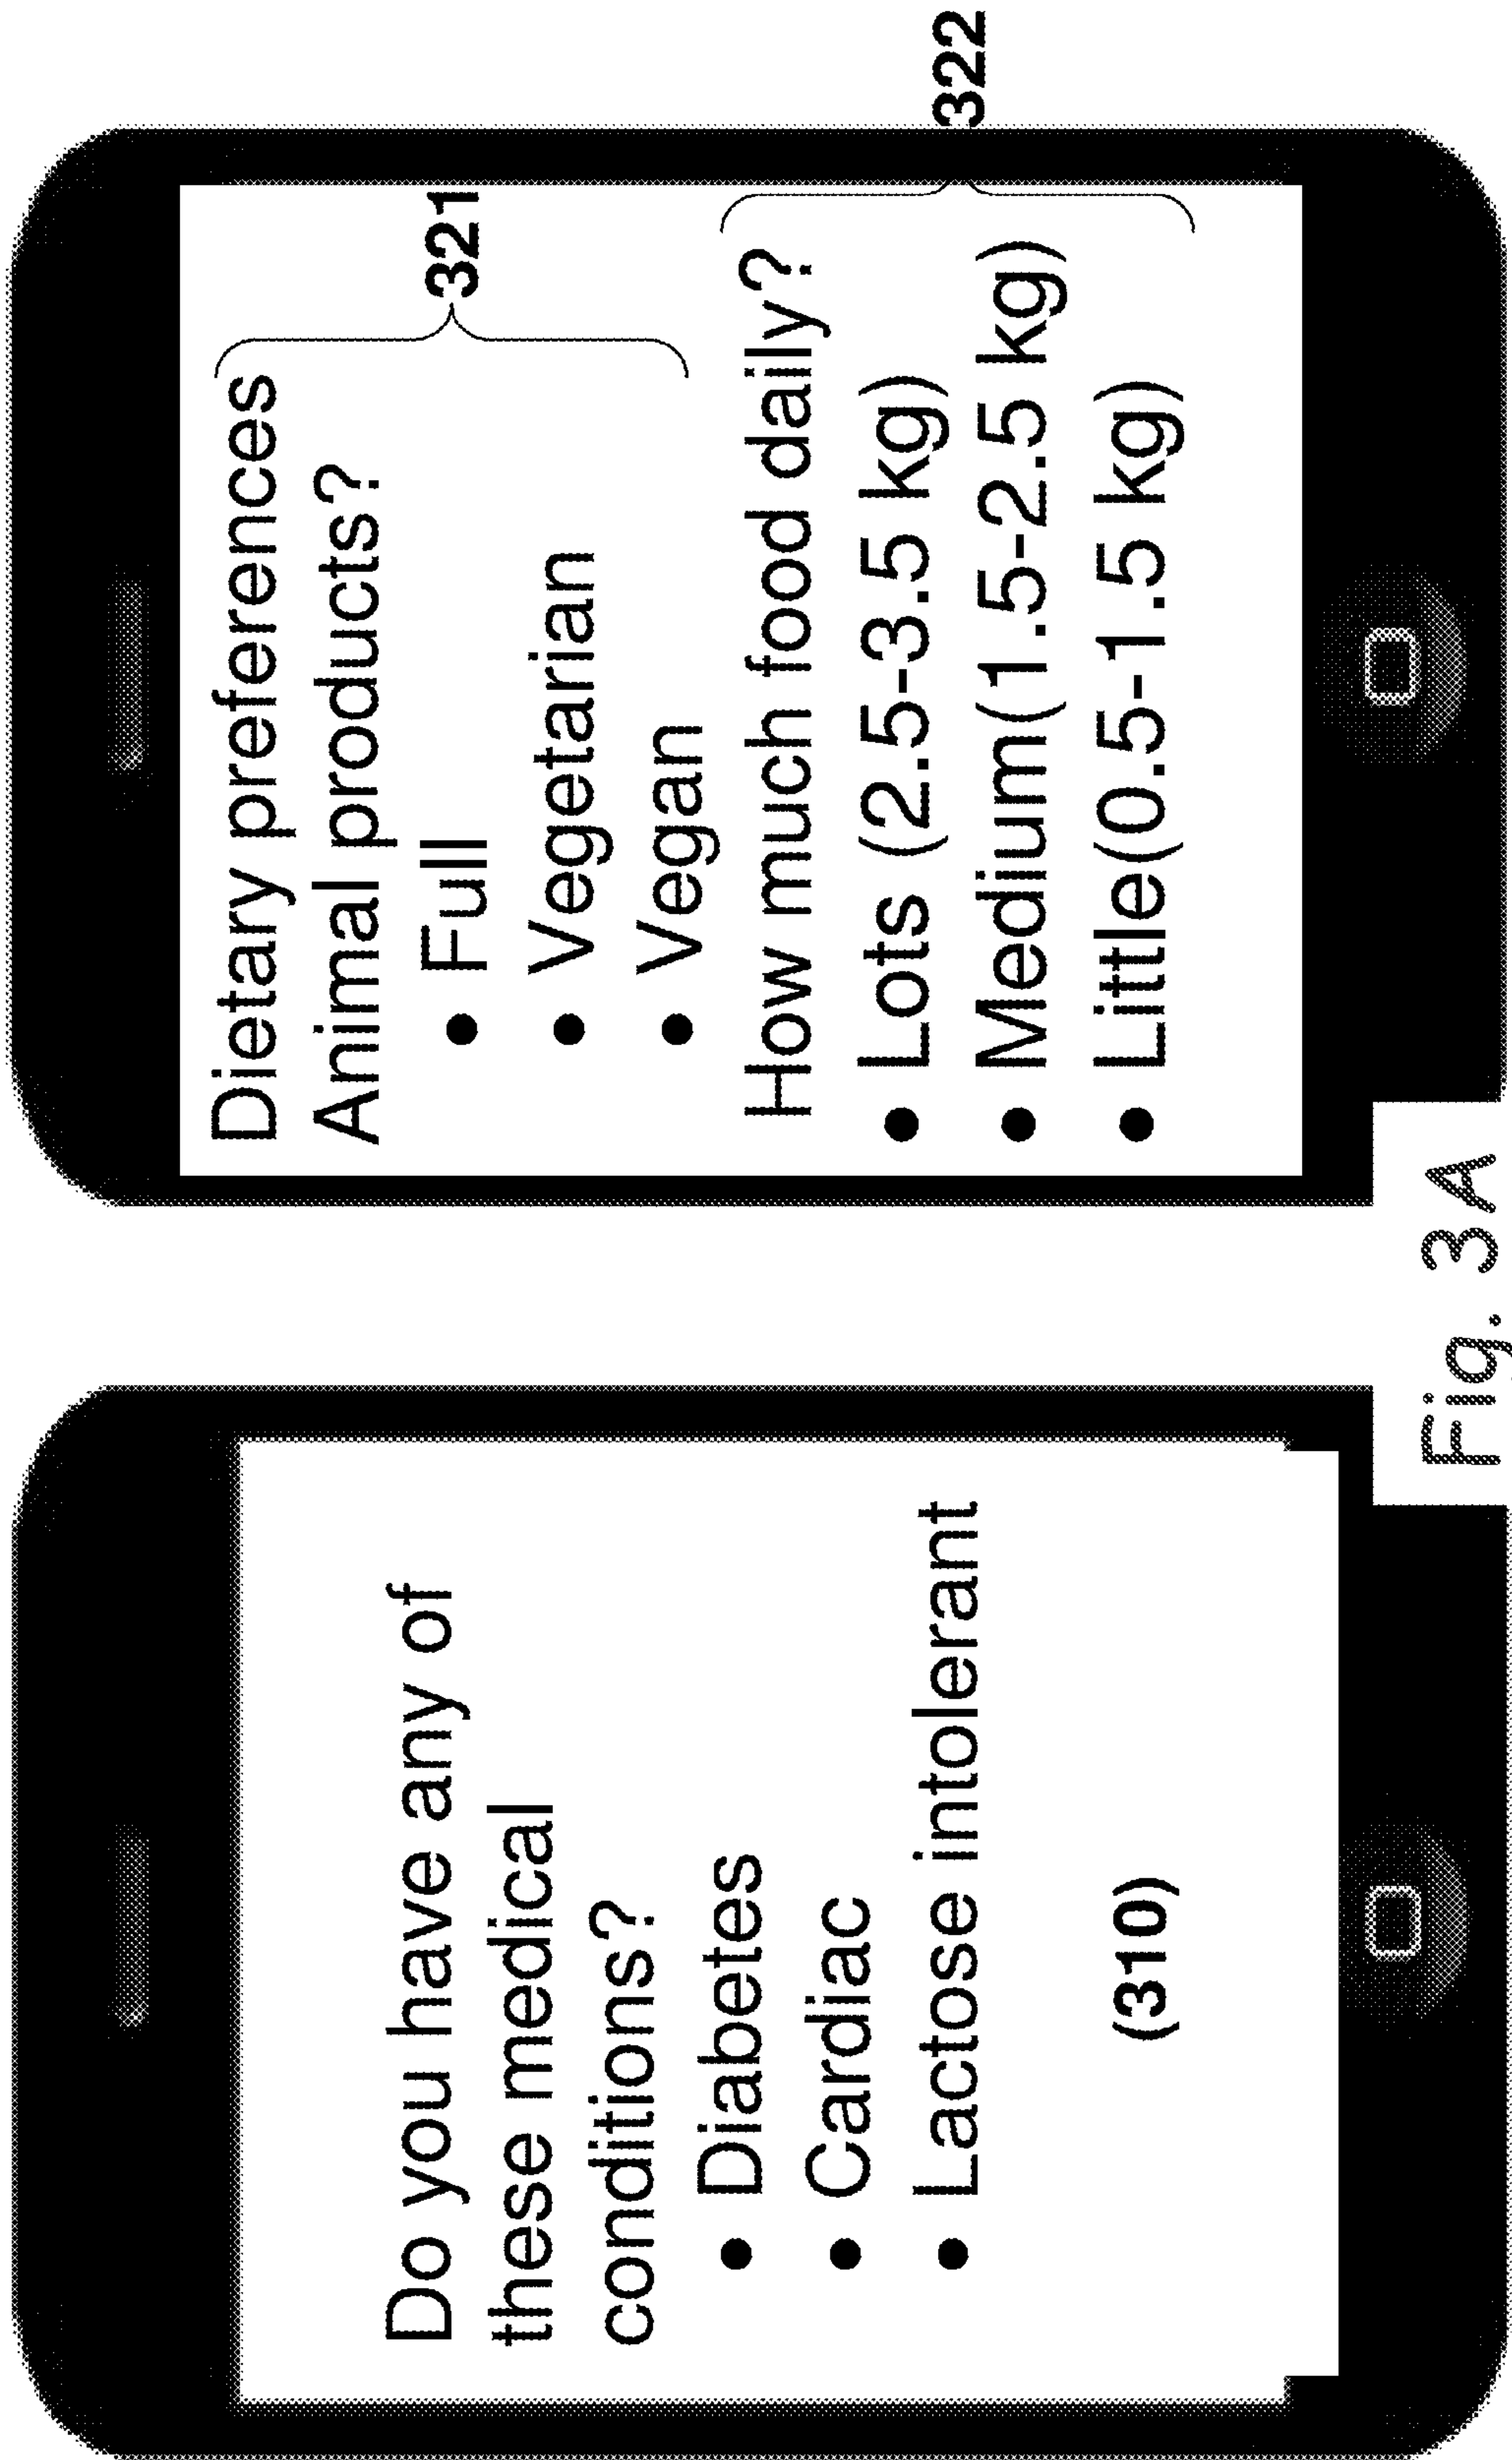 Do you have any of
these medical
conditions?
• Diabetes
• Cardiac
• Lactose intolerant
(310)
Dietary preferences
Animal products?
• Full
• Vegetarian
• Vegan
321
How much food daily?
• Lots (2.5-3.5 kg)
• Medium(1.5-2.5 kg)
• Little(0.5-1.5 kg)
322
Fig. 3A